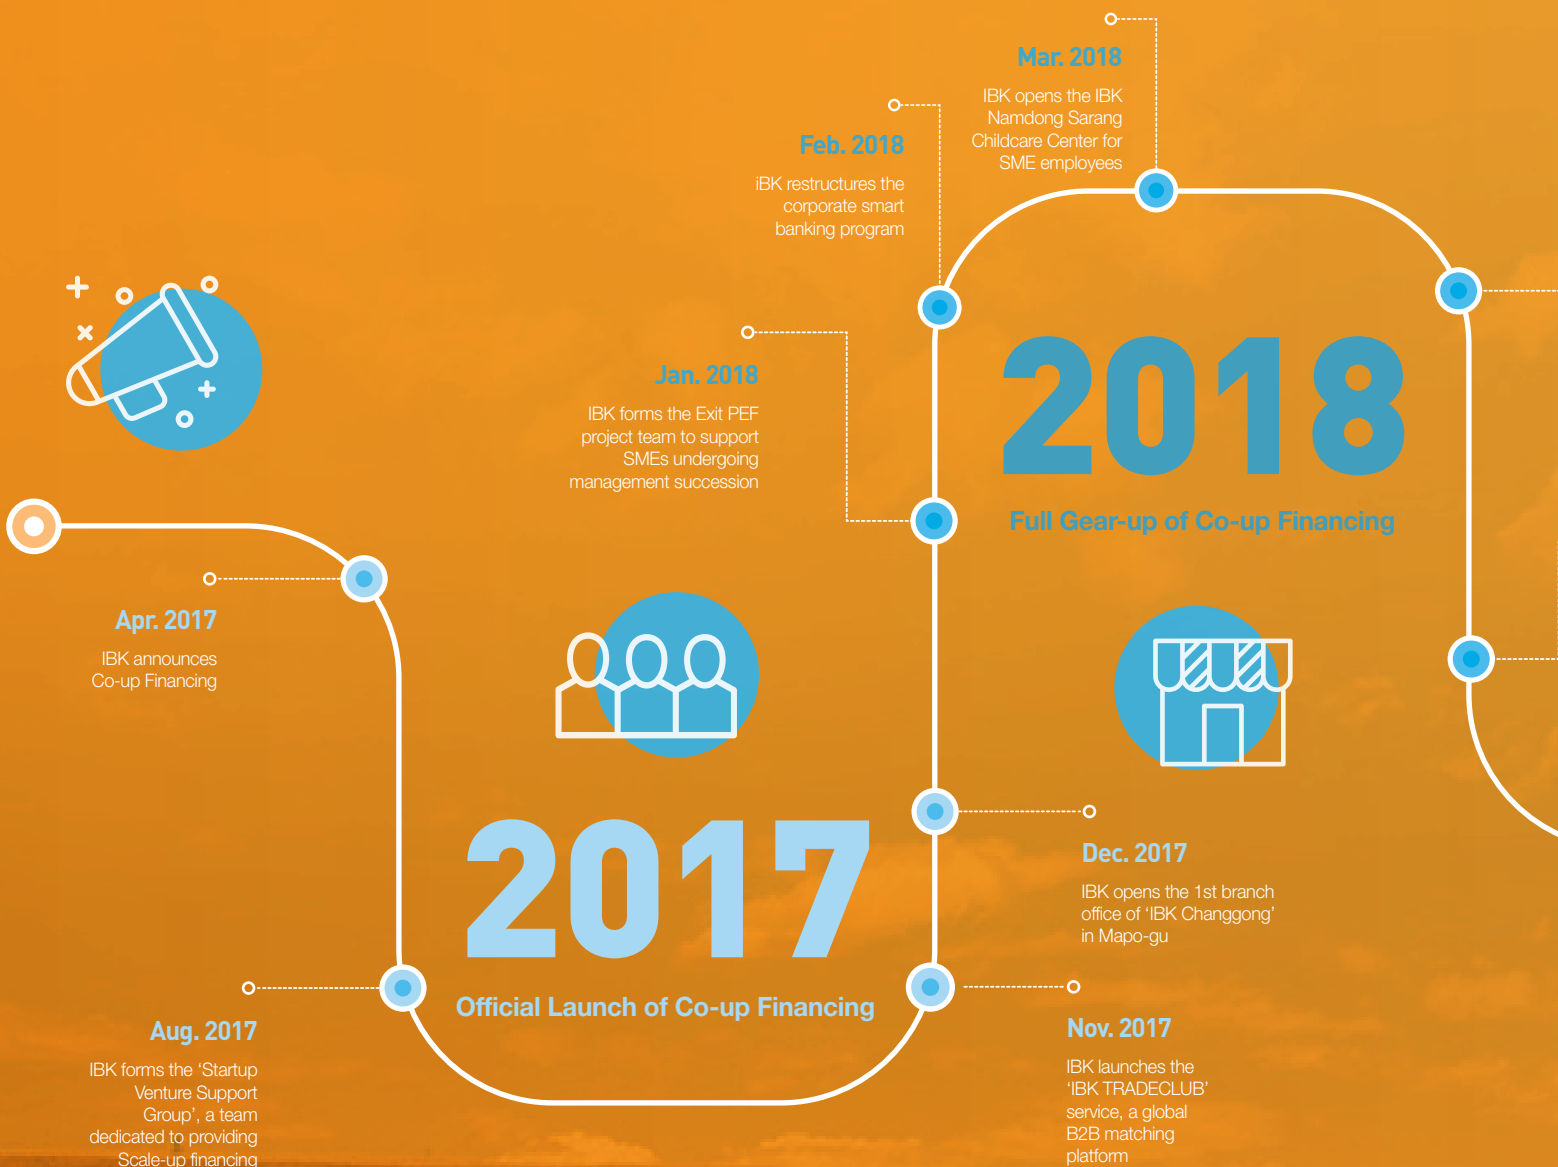 Apr. 2017
IBK announces
Co-up Financing
Aug. 2017
IBK forms the ‘Startup
Venture Support
Group’, a team
dedicated to providing
Scale-up financing
2017
Official Launch of Co-up Financing
Nov. 2017
IBK launches the
‘IBK TRADECLUB’
service, a global
B2B matching
platform
Dec. 2017
IBK opens the 1st branch
office of ‘IBK Changgong’
in Mapo-gu
Jan. 2018
IBK forms the Exit PEF
project team to support
SMEs undergoing
management succession
Feb. 2018
iBK restructures the
corporate smart
banking program
Mar. 2018
IBK opens the IBK
Namdong Sarang
Childcare Center for
SME employees
2018
Full Gear-up of Co-up Financing